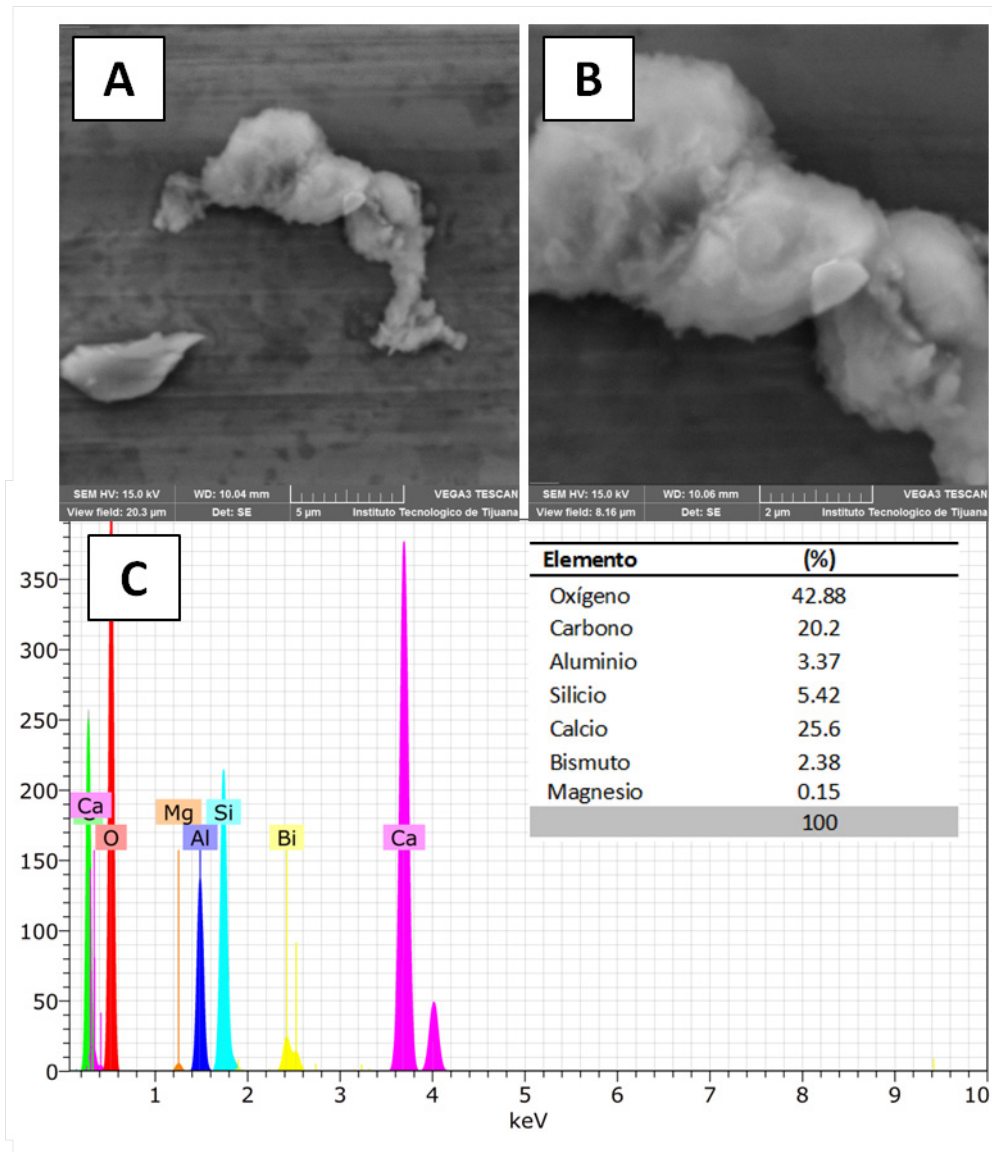 A
B
SEM HV: 15.0 kV WD: 10.04 mm VEGA3 TESCAN
View field: 20.3 µm Det: SE 5 µm Instituto Tecnologico de Tijuana
SEM HV: 15.0 kV WD: 10.06 mm VEGA3 TESCAN
View field: 8.16 µm Det: SE 2 µm Instituto Tecnologico de Tijuana
C
Elemento (%)
Oxígeno 42.88
Carbono 20.2
Aluminio 3.37
Silicio 5.42
Calcio 25.6
Bismuto 2.38
Magnesio 0.15
100
350
300
250
200
150
100
50
0
Ca
O
Mg
Al
Si
Bi
Ca
1 2 3 4 5 6 7 8 9 10
keV